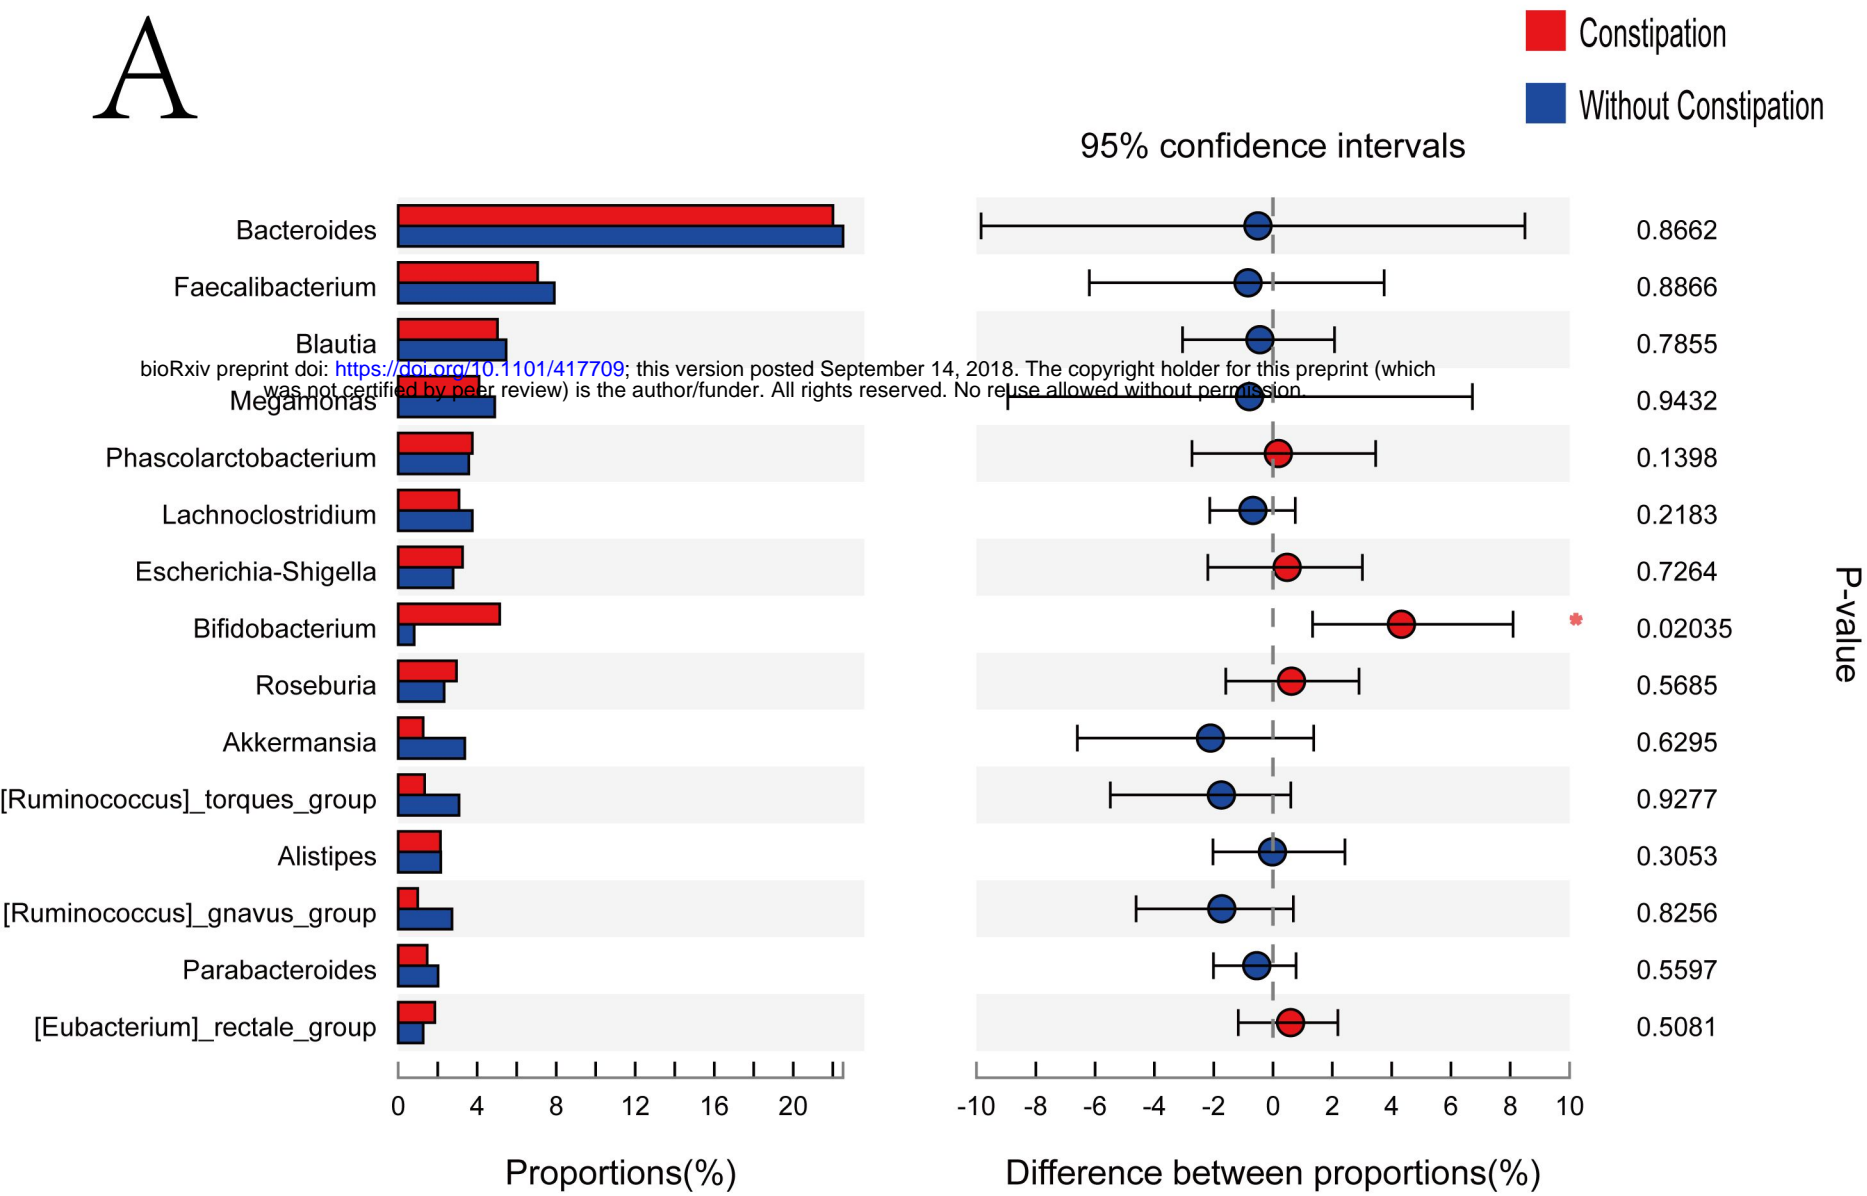 A
Constipation
Without Constipation
95% confidence intervals
Bacteroides 0.8662
Faecalibacterium 0.8866
Blautia 0.7855
bioRxiv preprint doi: https://doi.org/10.1101/417709; this version posted September 14, 2018. The copyright holder for this preprint (which
was not certified by peer review) is the author/funder. All rights reserved. No reuse allowed without permission.
Megamonas 0.9432
Phascolarctobacterium 0.1398
Lachnoclostridium 0.2183
Escherichia-Shigella 0.7264
Bifidobacterium * 0.02035
Roseburia 0.5685
Akkermansia 0.6295
[Ruminococcus]_torques_group 0.9277
Alistipes 0.3053
[Ruminococcus]_gnavus_group 0.8256
Parabacteroides 0.5597
[Eubacterium]_rectale_group 0.5081
P-value
0 4 8 12 16 20
-10 -8 -6 -4 -2 0 2 4 6 8 10
Proportions(%)
Difference between proportions(%)